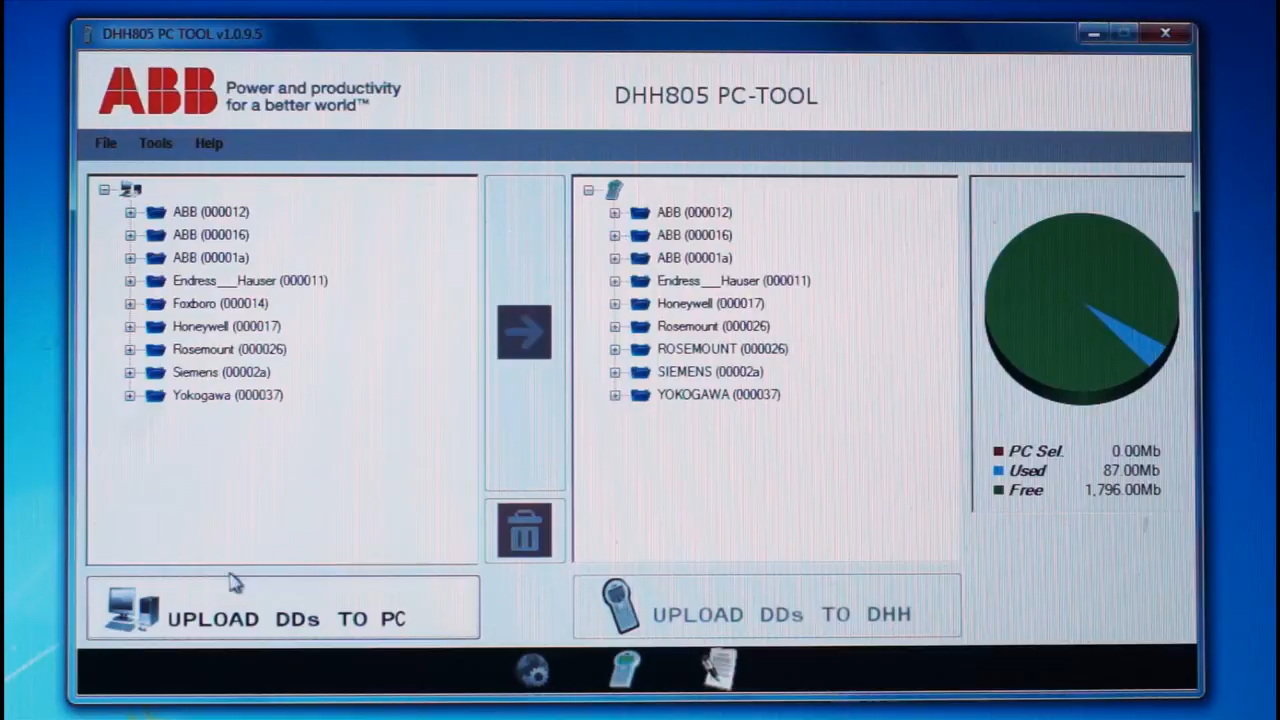 DHH805 PC TOOL v1.0.9.5
ABB
Power and productivity
for a better world™
DHH805 PC-TOOL
File Tools Help
ABB (000012)
ABB (000016)
ABB (00001a)
Endress___Hauser (000011)
Foxboro (000014)
Honeywell (000017)
Rosemount (000026)
Siemens (00002a)
Yokogawa (000037)
ABB (000012)
ABB (000016)
ABB (00001a)
Endress___Hauser (000011)
Honeywell (000017)
Rosemount (000026)
ROSEMOUNT (000026)
SIEMENS (00002a)
YOKOGAWA (000037)
PC Sel. 0.00Mb
Used 87.00Mb
Free 1,796.00Mb
UPLOAD DDs TO PC
UPLOAD DDs TO DHH